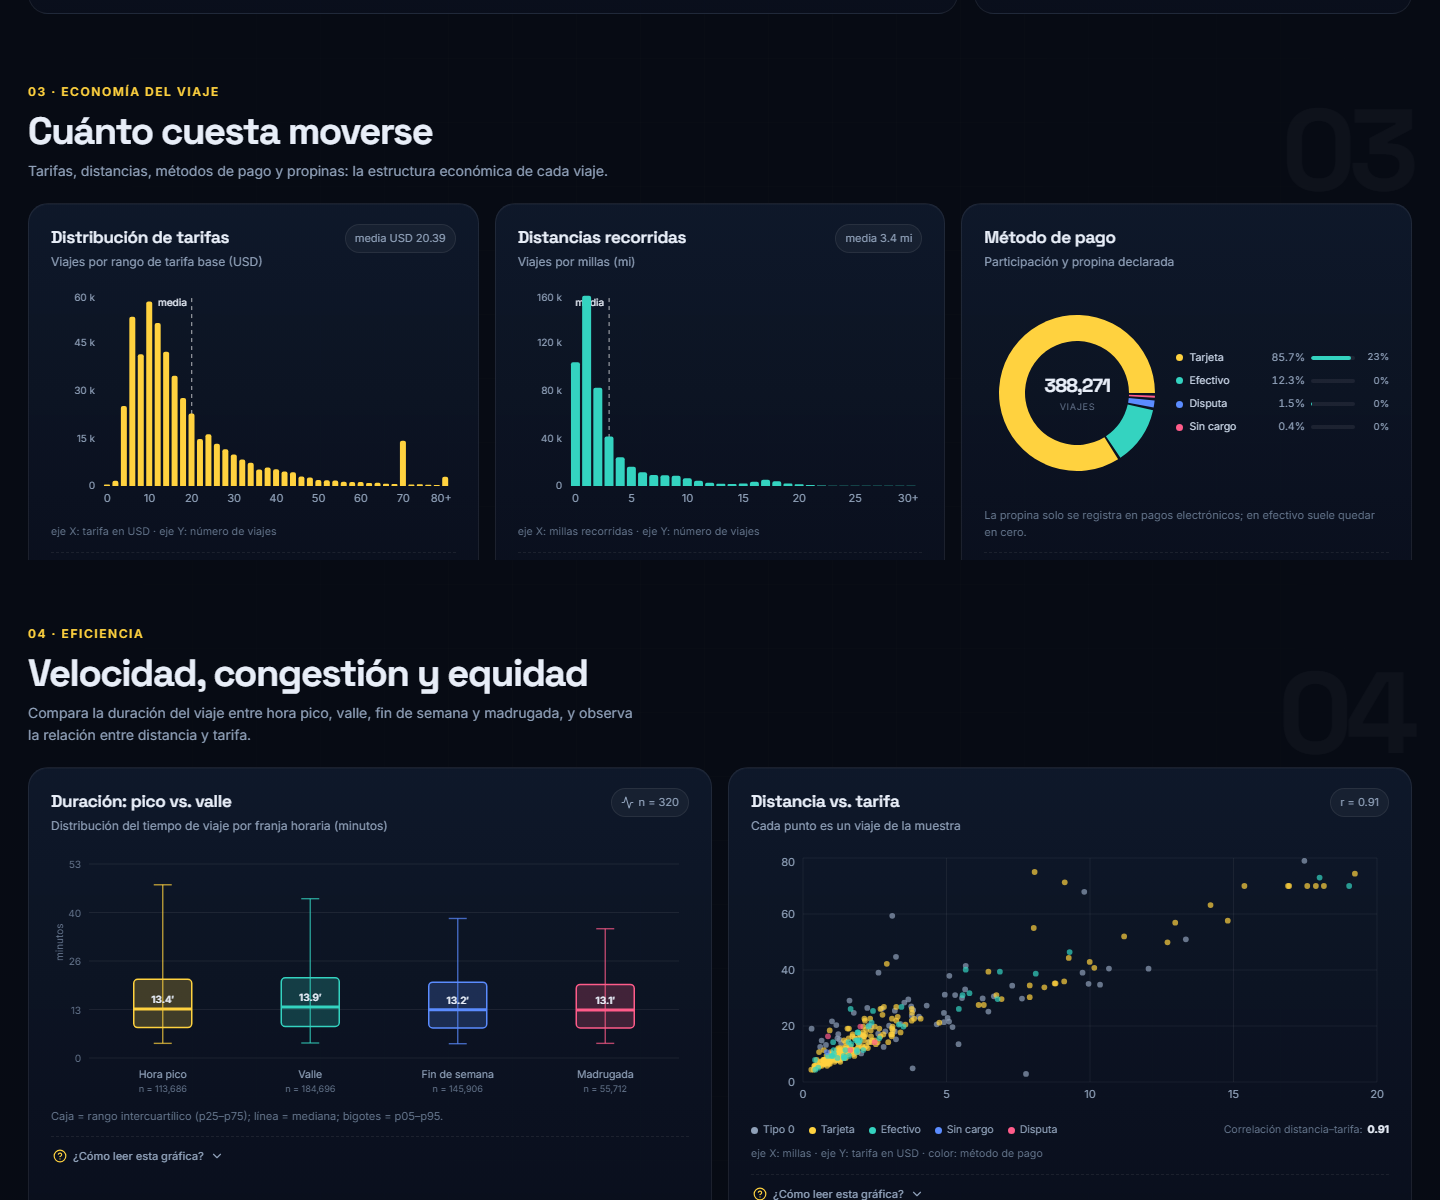 03 · ECONOMÍA DEL VIAJE
Cuánto cuesta moverse
Tarifas, distancias, métodos de pago y propinas: la estructura económica de cada viaje.
03
Distribución de tarifas
media USD 20.39
Viajes por rango de tarifa base (USD)
60 k
45 k
30 k
15 k
0
media
0 10 20 30 40 50 60 70 80+
eje X: tarifa en USD · eje Y: número de viajes
Distancias recorridas
media 3.4 mi
Viajes por millas (mi)
160 k
120 k
80 k
40 k
0
media
0 5 10 15 20 25 30+
eje X: millas recorridas · eje Y: número de viajes
Método de pago
Participación y propina declarada
388,271
VIAJES
Tarjeta 85.7% 23%
Efectivo 12.3% 0%
Disputa 1.5% 0%
Sin cargo 0.4% 0%
La propina solo se registra en pagos electrónicos; en efectivo suele quedar
en cero.
04 · EFICIENCIA
Velocidad, congestión y equidad
Compara la duración del viaje entre hora pico, valle, fin de semana y madrugada, y observa
la relación entre distancia y tarifa.
04
Duración: pico vs. valle
n = 320
Distribución del tiempo de viaje por franja horaria (minutos)
minutos
53
40
26
13
0
13.4′
13.9′
13.2′
13.1′
Hora pico Valle Fin de semana Madrugada
n = 113,686 n = 184,696 n = 145,906 n = 55,712
Caja = rango intercuartílico (p25–p75); línea = mediana; bigotes = p05–p95.
¿Cómo leer esta gráfica?
Distancia vs. tarifa
r = 0.91
Cada punto es un viaje de la muestra
80
60
40
20
0
0 5 10 15 20
Tipo 0 Tarjeta Efectivo Sin cargo Disputa
Correlación distancia–tarifa: 0.91
eje X: millas · eje Y: tarifa en USD · color: método de pago
¿Cómo leer esta gráfica?